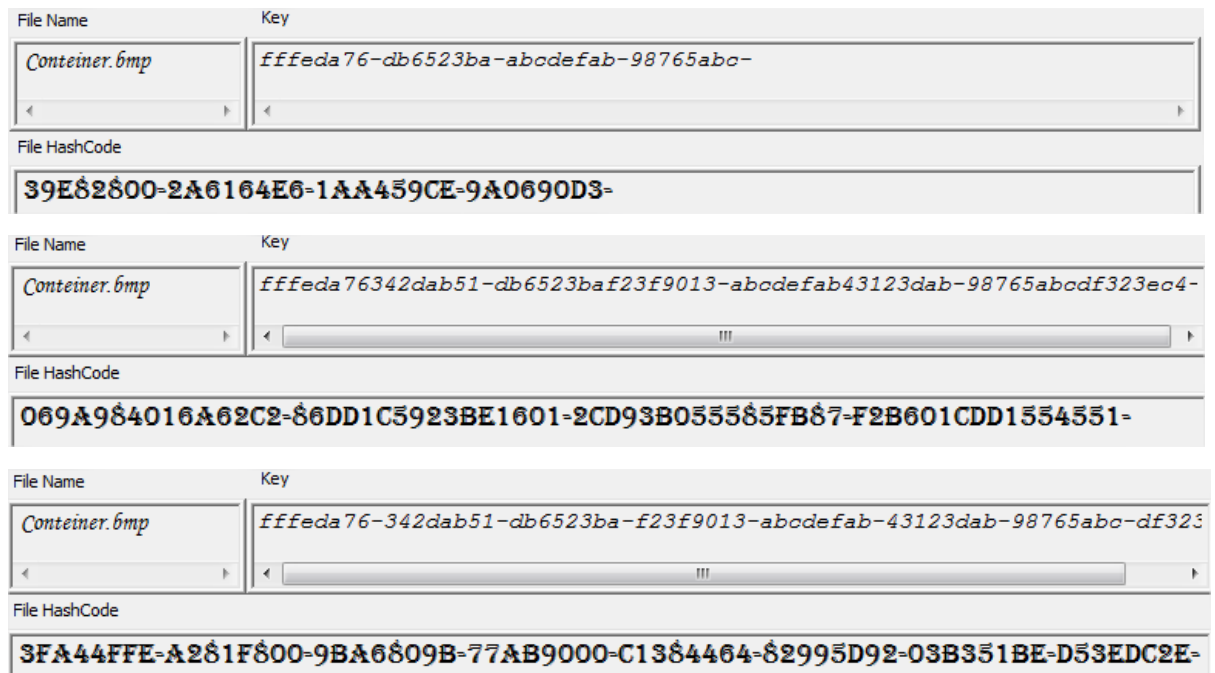 File Name Key
Conteiner.bmp fffeda76-db6523ba-abcdefab-98765abc-
File HashCode
39E82800-2A6164E6-1AA459CE-9A0690D3-
File Name Key
Conteiner.bmp fffeda76342dab51-db6523baf23f9013-abcdefab43123dab-98765abcdf323ec4-
File HashCode
069A984016A62C2-86DD1C5923BE1601-2CD93B055585FB87-F2B601CDD1554551-
File Name Key
Conteiner.bmp fffeda76-342dab51-db6523ba-f23f9013-abcdefab-43123dab-98765abc-df323
File HashCode
3FA44FFE-A281F800-9BA6809B-77AB9000-C1384464-82995D92-03B351BE-D53EDC2E-